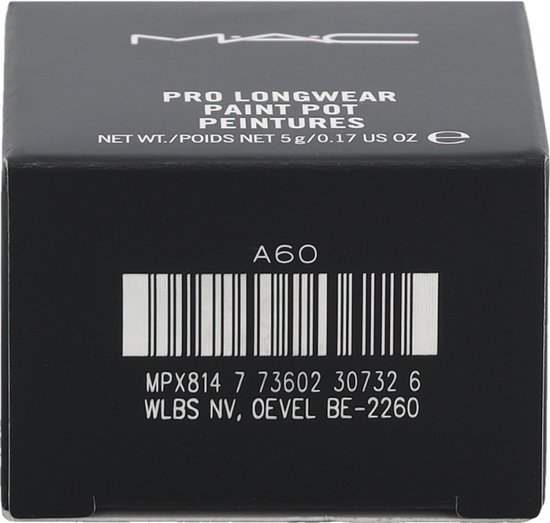 M·A·C
PRO LONGWEAR
PAINT POT
PEINTURES
NET WT./POIDS NET 5g/0.17 US OZ ℮
A60
MPX814 7 73602 30732 6
WLBS NV, OEVEL BE-2260